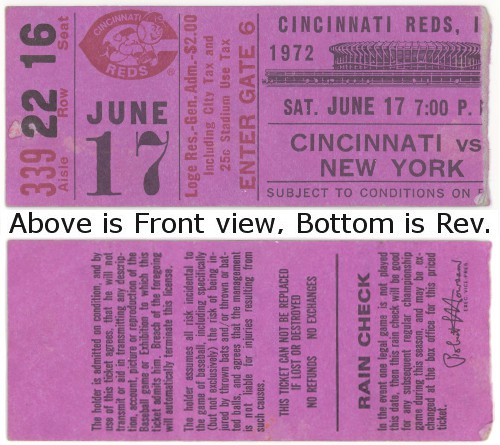 16
Seat
22
Row
339
Aisle
CINCINNATI
REDS
JUNE
17
Loge Res.-Gen. Adm.-$2.00
Including City Tax and
25c Stadium Use Tax
ENTER GATE 6
CINCINNATI REDS, I
1972
SAT. JUNE 17 7:00 P.
CINCINNATI vs
NEW YORK
SUBJECT TO CONDITIONS ON
Above is Front view, Bottom is Rev.
The holder is admitted on condition, and by
use of this ticket agrees, that he will not
transmit or aid in transmitting any descrip-
tion, account, picture or reproduction of the
Baseball game or Exhibition to which this
ticket admits him. Breach of the foregoing
will automatically terminate this license.
The holder assumes all risk incidental to
the game of baseball, including specifically
(but not exclusively) the risk of being in-
jured by thrown bats and/or thrown or bat-
ted balls, and agrees that the management
is not liable for injuries resulting from
such causes.
THIS TICKET CAN NOT BE REPLACED
IF LOST OR DESTROYED
NO REFUNDS NO EXCHANGES
RAIN CHECK
In the event one legal game is not played
this date, then this rain check will be good
for any subsequent regular championship
game during this season, and may be ex-
changed at the box office for this priced
ticket.
Robert L Howsam
EXEC. VICE-PRES.